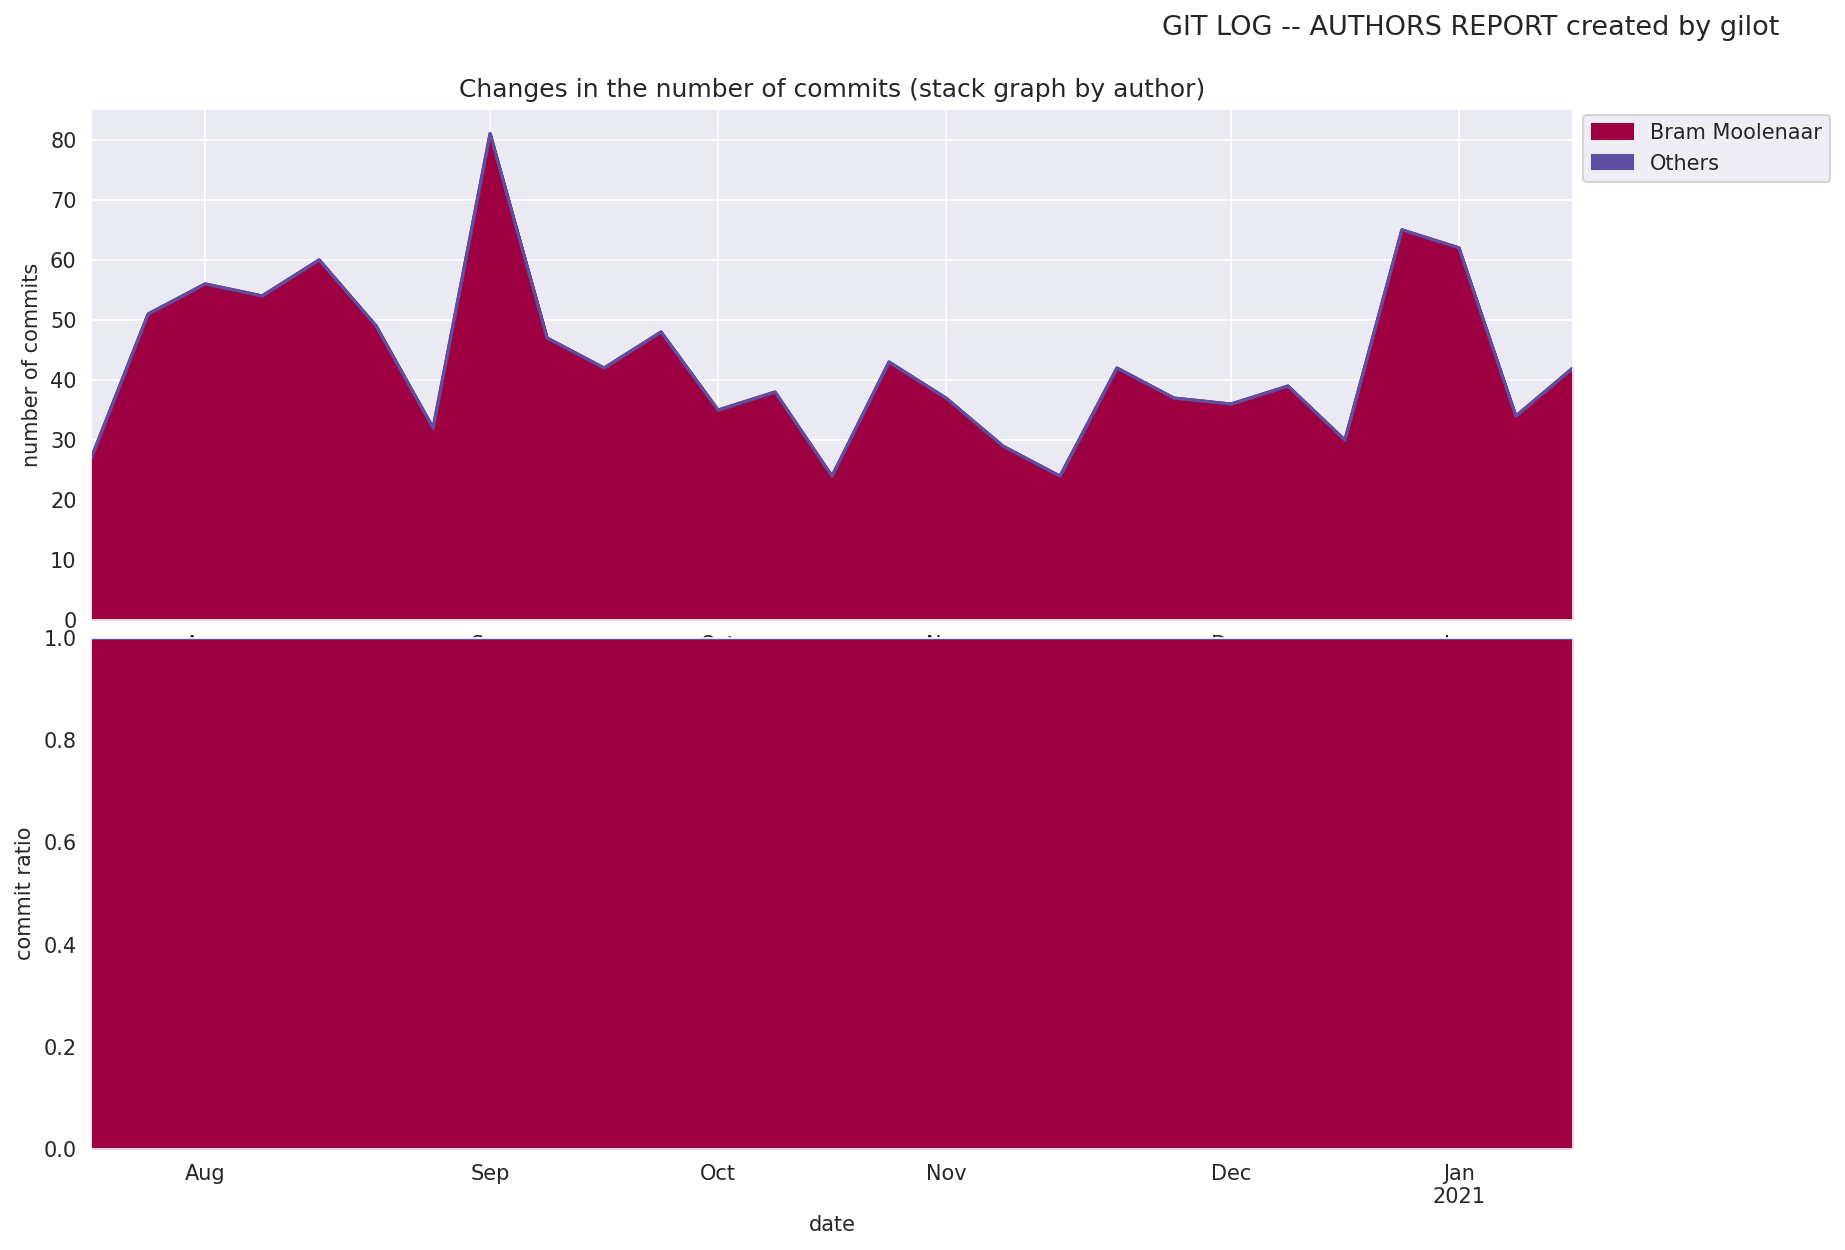 GIT LOG -- AUTHORS REPORT created by gilot
Changes in the number of commits (stack graph by author)
Bram Moolenaar
Others
number of commits
80
70
60
50
40
30
20
10
0
commit ratio
1.0
0.8
0.6
0.4
0.2
0.0
Aug Sep Oct Nov Dec Jan
2021
date